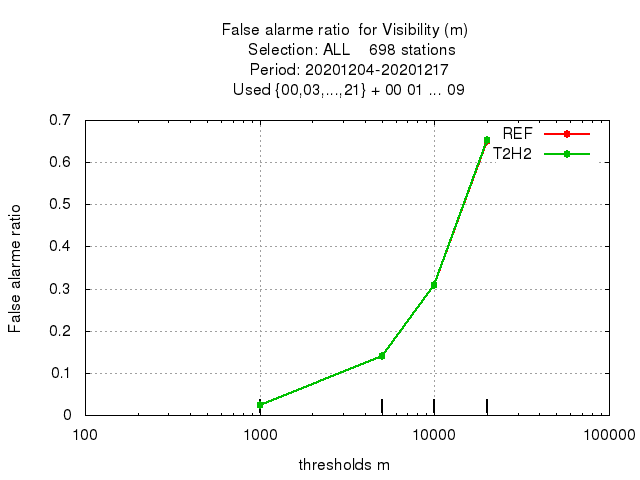 False alarme ratio  for Visibility (m)
Selection: ALL    698 stations
Period: 20201204-20201217
Used {00,03,...,21} + 00 01 ... 09
0.7
0.6
0.5
0.4
0.3
0.2
0.1
0
False alarme ratio
REF
T2H2
100
1000
10000
100000
thresholds m